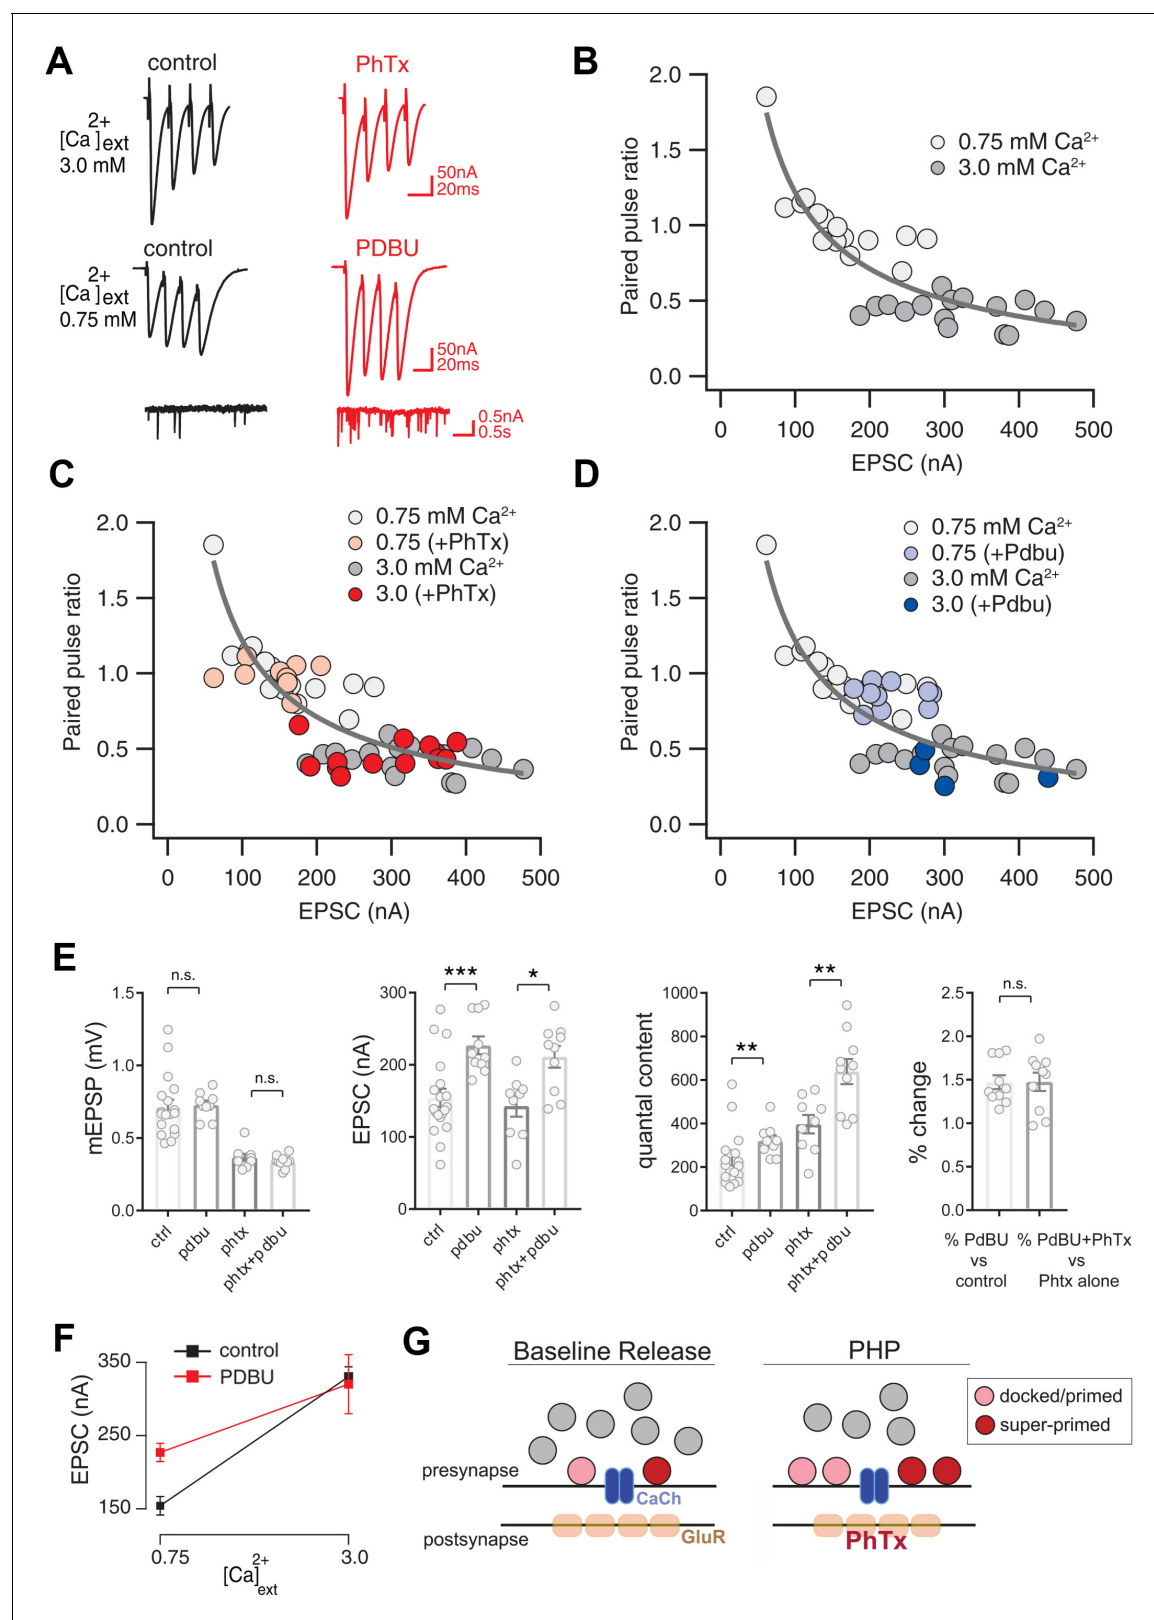 A
control
PhTx
2+
[Ca]ext
3.0 mM
50nA
20ms
control
PDBU
2+
[Ca]ext
0.75 mM
50nA
20ms
0.5nA
0.5s
B
2.0
1.5
1.0
0.5
0.0
Paired pulse ratio
0.75 mM Ca²⁺
3.0 mM Ca²⁺
0 100 200 300 400 500
EPSC (nA)
C
2.0
1.5
1.0
0.5
0.0
Paired pulse ratio
0.75 mM Ca²⁺
0.75 (+PhTx)
3.0 mM Ca²⁺
3.0 (+PhTx)
0 100 200 300 400 500
EPSC (nA)
D
2.0
1.5
1.0
0.5
0.0
Paired pulse ratio
0.75 mM Ca²⁺
0.75 (+Pdbu)
3.0 mM Ca²⁺
3.0 (+Pdbu)
0 100 200 300 400 500
EPSC (nA)
E
mEPSP (mV)
1.5
1.0
0.5
0.0
n.s.
n.s.
ctrl
pdbu
phtx
phtx+pdbu
EPSC (nA)
300
200
100
0
***
*
ctrl
pdbu
phtx
phtx+pdbu
quantal content
1000
800
600
400
200
0
**
**
ctrl
pdbu
phtx
phtx+pdbu
% change
2.5
2.0
1.5
1.0
0.5
0.0
n.s.
% PdBU
vs
control
% PdBU+PhTx
vs
Phtx alone
F
control
PDBU
EPSC (nA)
350
250
150
0.75
3.0
2+
[Ca]ext
G
Baseline Release
PHP
docked/primed
super-primed
presynapse
CaCh
postsynapse
GluR
PhTx